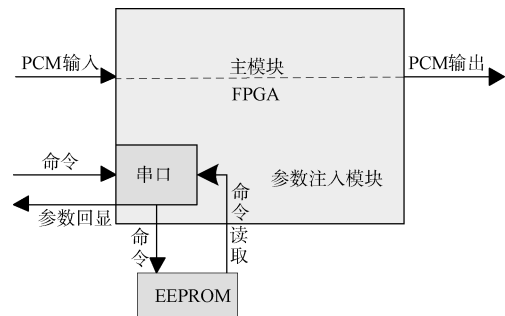 PCM输入
主模块
PCM输出
FPGA
命令
串口
参数注入模块
参数回显
命令
命令读取
EEPROM